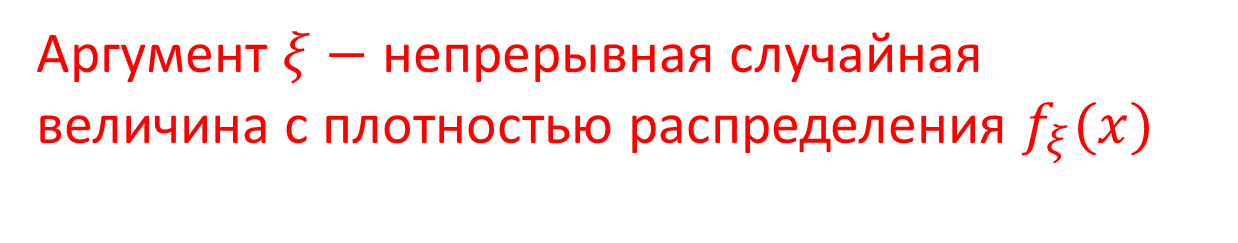 Аргумент ξ − непрерывная случайная
величина с плотностью распределения f_ξ(x)